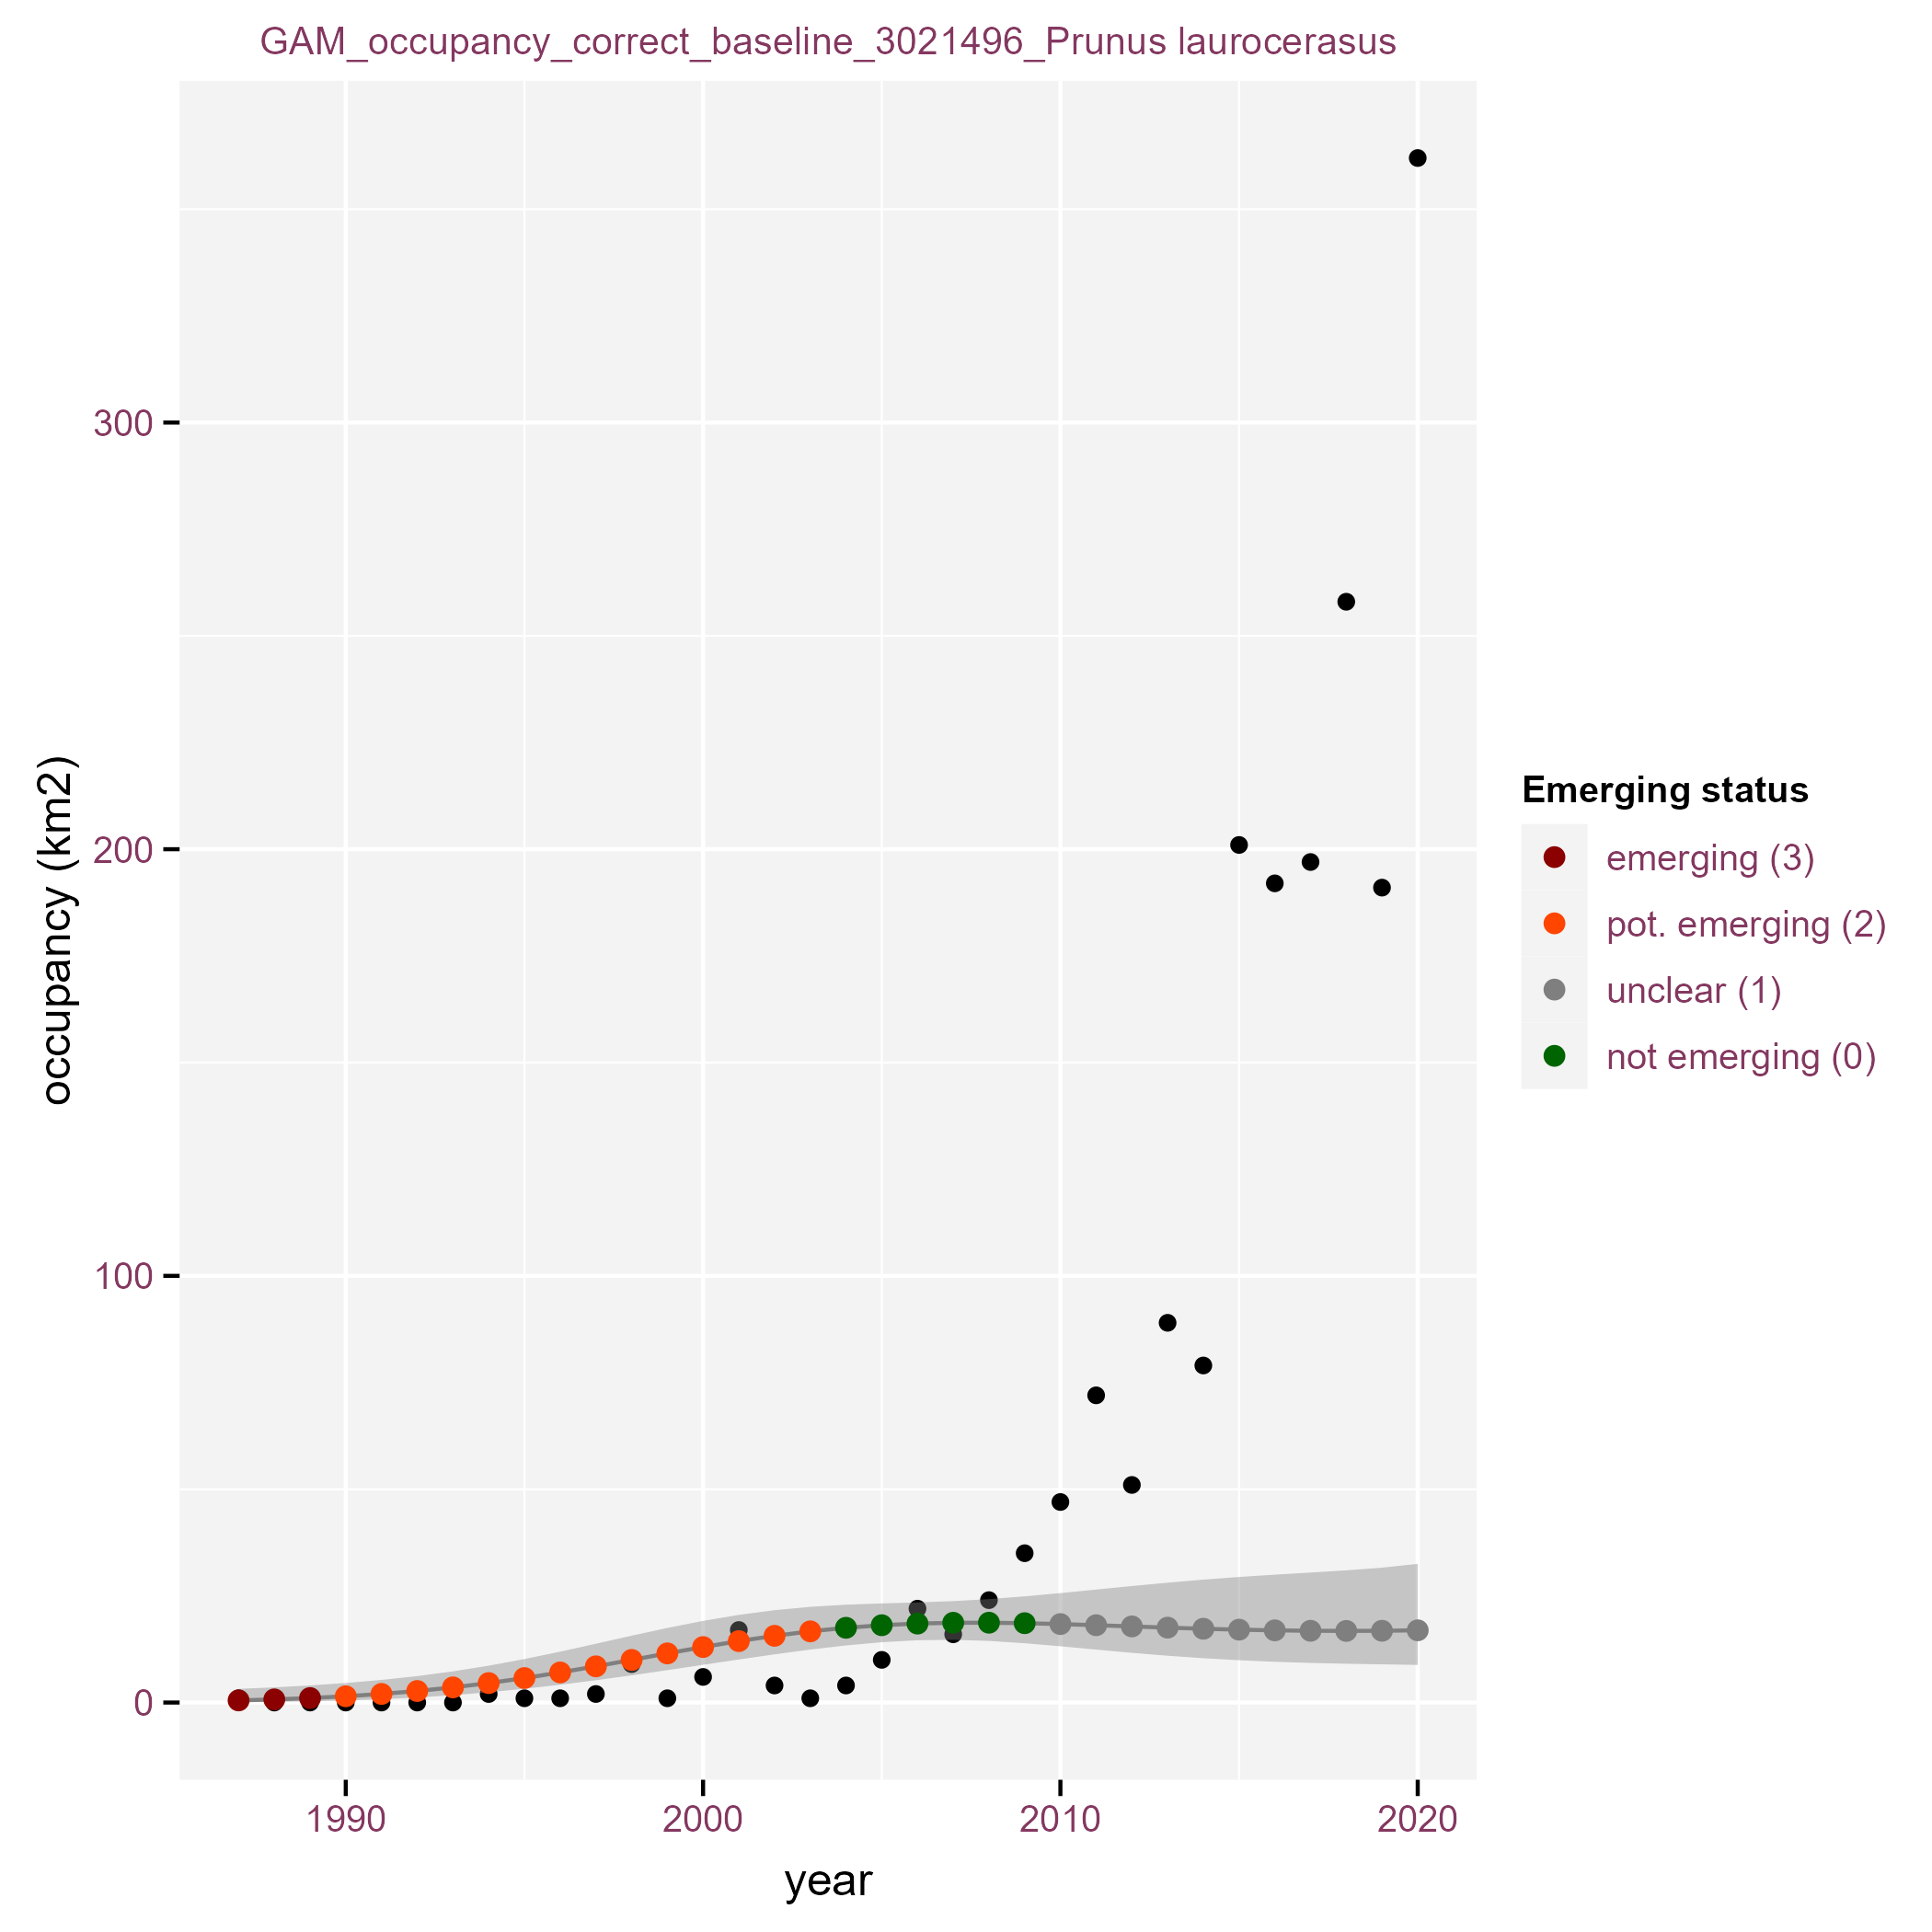 GAM_occupancy_correct_baseline_3021496_Prunus laurocerasus
occupancy (km2)
300
200
100
0
1990
2000
2010
2020
year
Emerging status
emerging (3)
pot. emerging (2)
unclear (1)
not emerging (0)